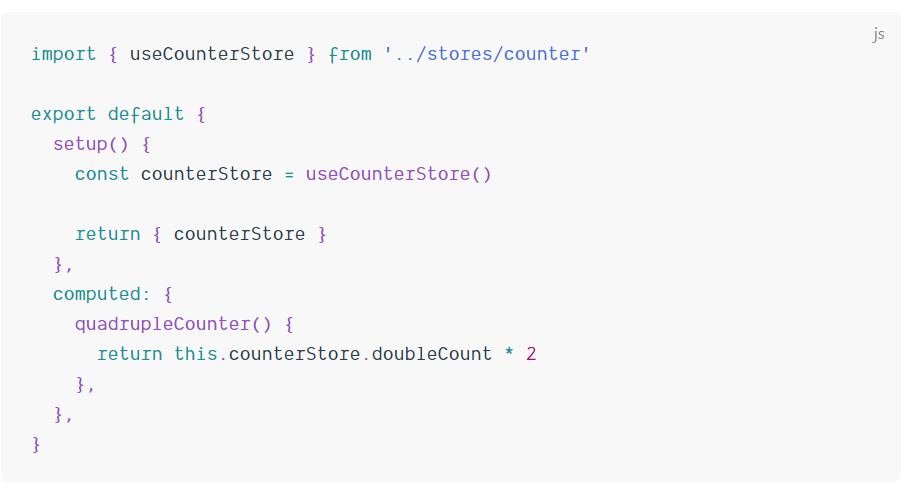 js
import { useCounterStore } from '../stores/counter'

export default {
  setup() {
    const counterStore = useCounterStore()

    return { counterStore }
  },
  computed: {
    quadrupleCounter() {
      return this.counterStore.doubleCount * 2
    },
  },
}